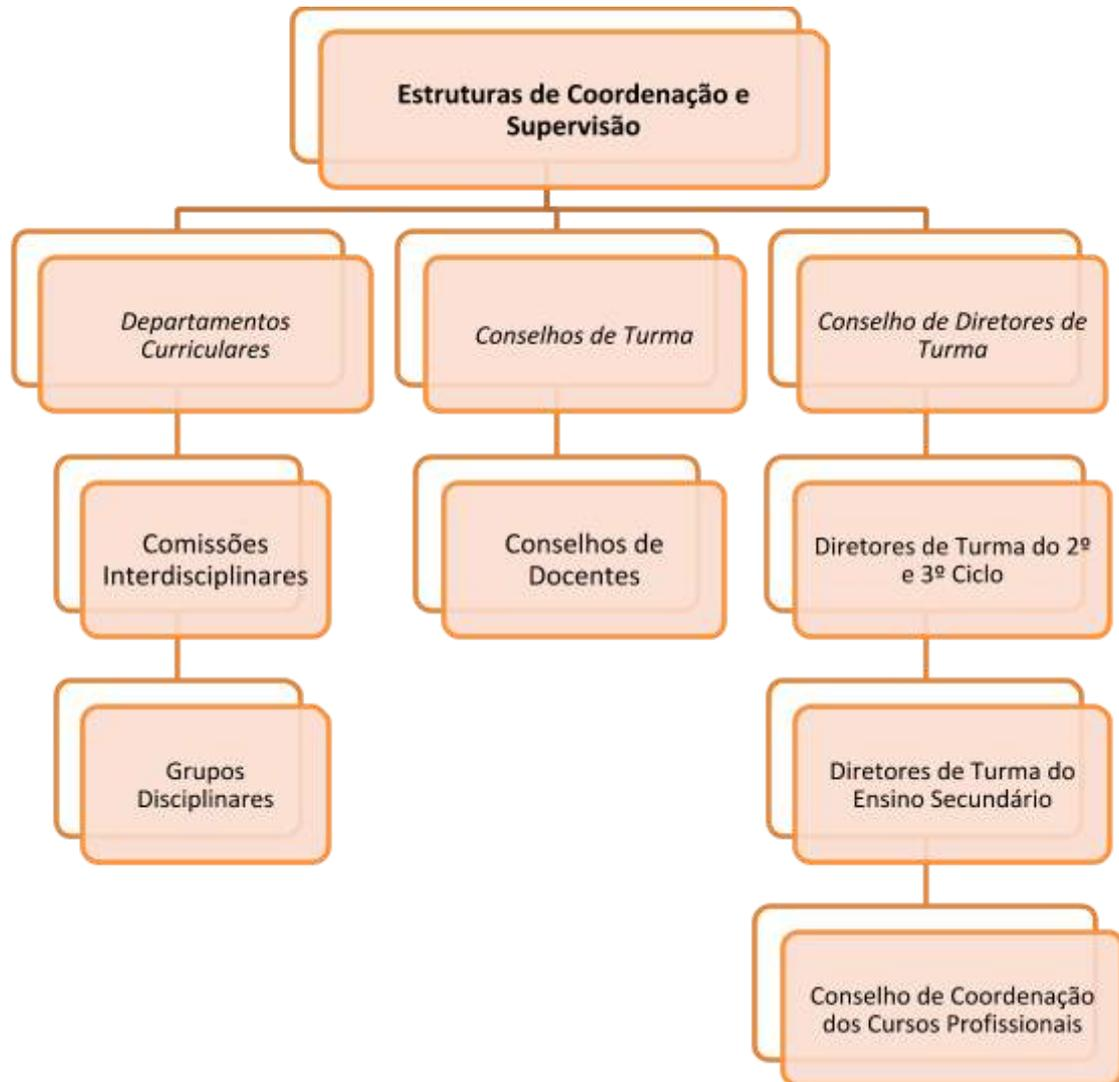 Estruturas de Coordenação e
Supervisão
Departamentos
Curriculares
Conselhos de Turma
Conselho de Diretores de
Turma
Comissões
Interdisciplinares
Conselhos de
Docentes
Diretores de Turma do 2º
e 3º Ciclo
Grupos
Disciplinares
Diretores de Turma do
Ensino Secundário
Conselho de Coordenação
dos Cursos Profissionais